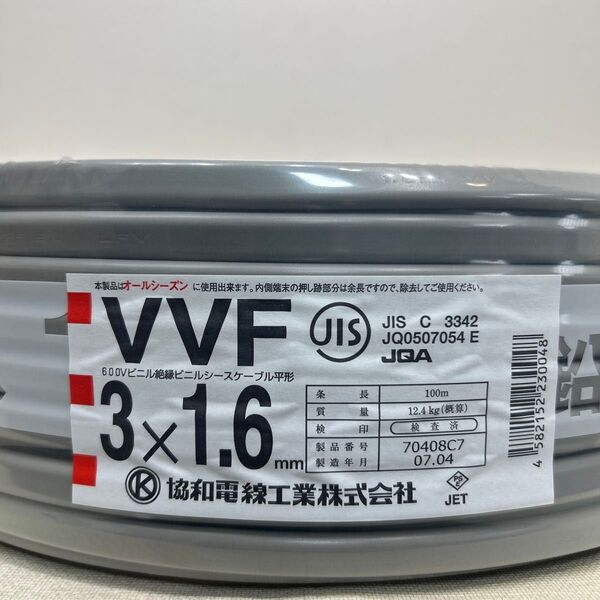 本製品はオールシーズンに使用出来ます。内側端末の押し跡部分は余長ですので、除去してご使用ください。
VVF
600Vビニル絶縁ビニルシースケーブル平形
3×1.6mm
JIS
JIS C 3342
JQ0507054 E
JQA
条長 100m
質量 12.4kg(概算)
検印 検査済
製品番号 70408C7
製造年月 07.04
K 協和電線工業株式会社
PSE
JET
4 582152 230048
鉛